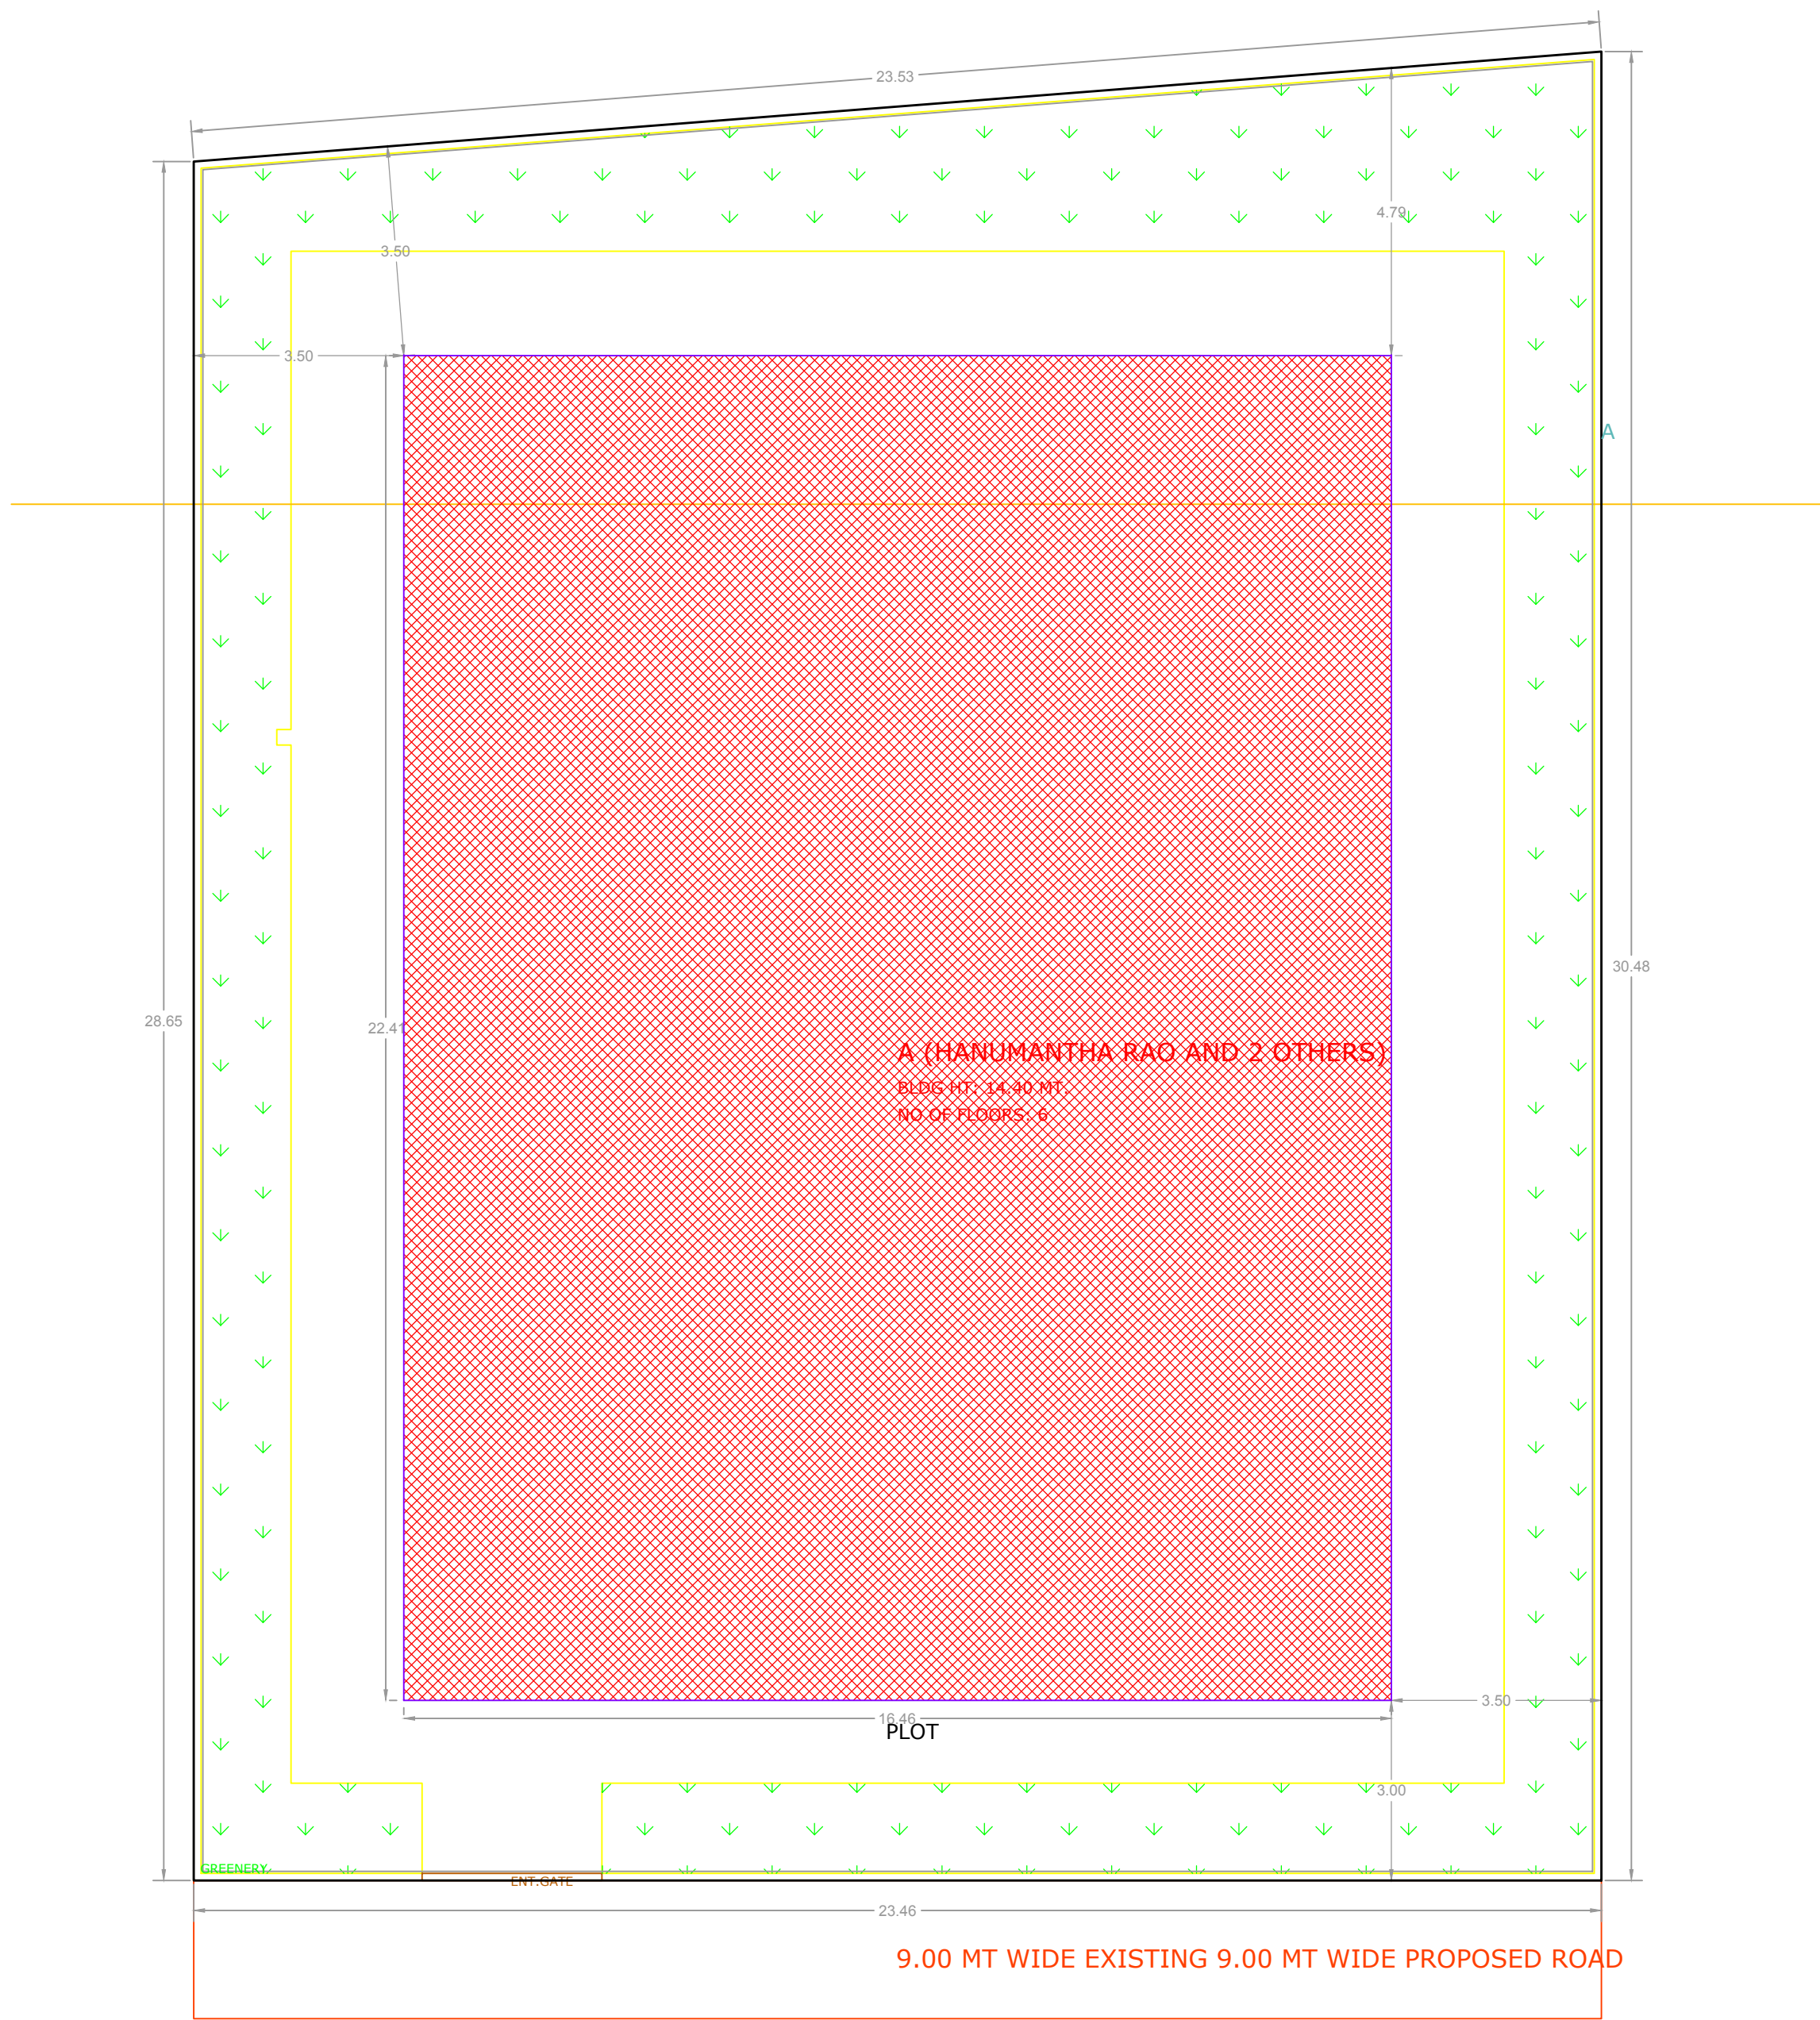 23.53
4.79
3.50
3.50
A
30.48
28.65
22.41
A (HANUMANTHA RAO AND 2 OTHERS)
BLDG HT: 14.40 MT.
NO OF FLOORS: 6
3.50
16.46
PLOT
3.00
GREENERY
ENT.GATE
23.46
9.00 MT WIDE EXISTING 9.00 MT WIDE PROPOSED ROAD